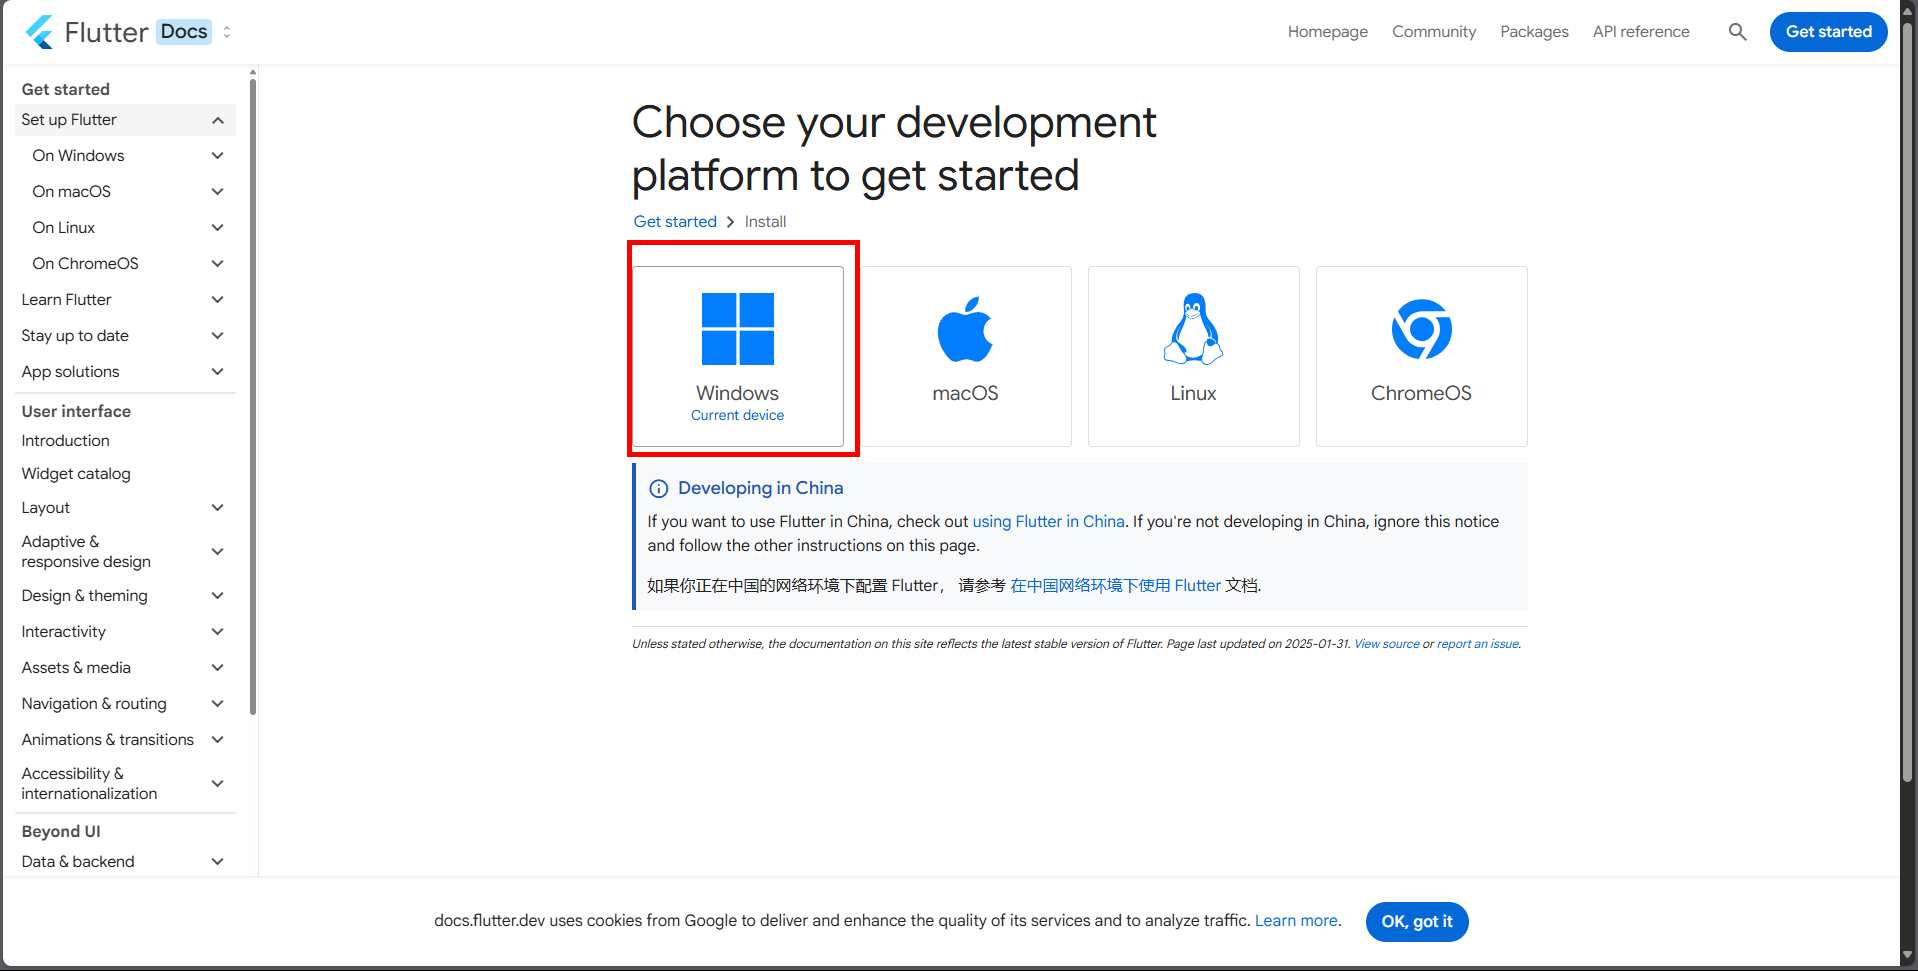 Flutter Docs
Homepage
Community
Packages
API reference
Get started
Get started
Set up Flutter
On Windows
On macOS
On Linux
On ChromeOS
Learn Flutter
Stay up to date
App solutions
User interface
Introduction
Widget catalog
Layout
Adaptive &
responsive design
Design & theming
Interactivity
Assets & media
Navigation & routing
Animations & transitions
Accessibility &
internationalization
Beyond UI
Data & backend
Choose your development
platform to get started
Get started > Install
Windows
Current device
macOS
Linux
ChromeOS
Developing in China
If you want to use Flutter in China, check out using Flutter in China. If you're not developing in China, ignore this notice
and follow the other instructions on this page.
如果你正在中国的网络环境下配置 Flutter， 请参考 在中国网络环境下使用 Flutter 文档.
Unless stated otherwise, the documentation on this site reflects the latest stable version of Flutter. Page last updated on 2025-01-31. View source or report an issue.
docs.flutter.dev uses cookies from Google to deliver and enhance the quality of its services and to analyze traffic. Learn more.
OK, got it